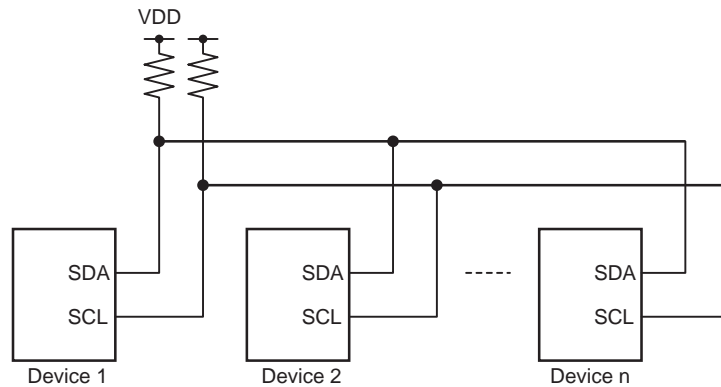 VDD
SDA
SCL
Device 1
SDA
SCL
Device 2
SDA
SCL
Device n